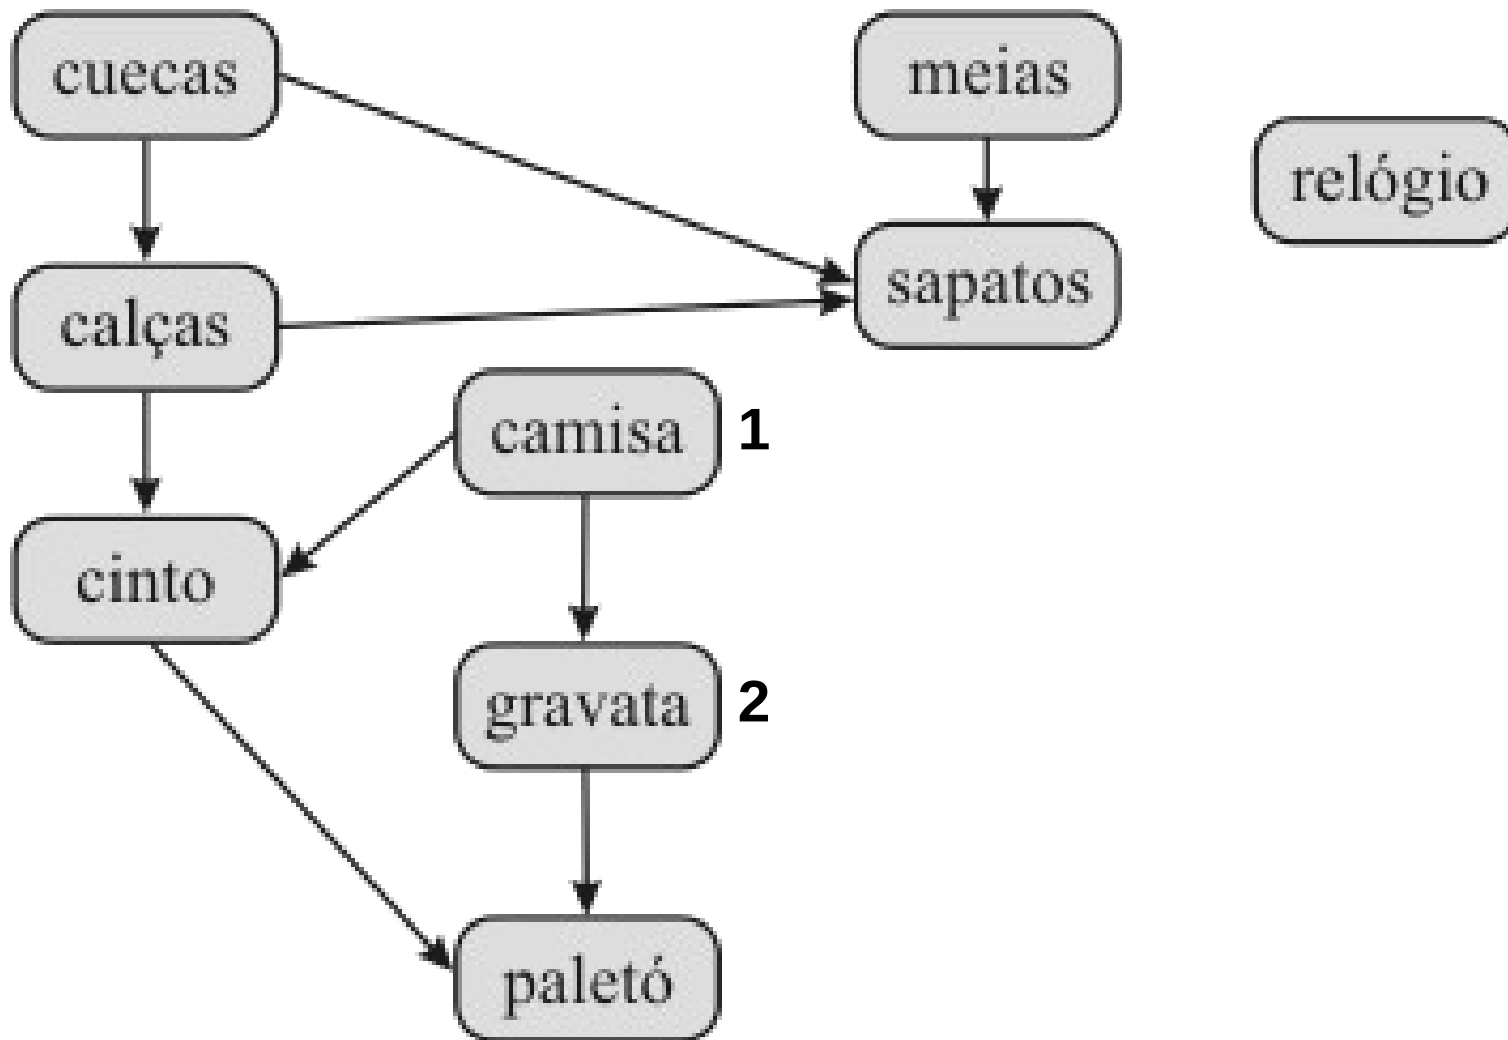 cuecas
meias
relógio
calças
sapatos
camisa 1
cinto
gravata 2
paletó